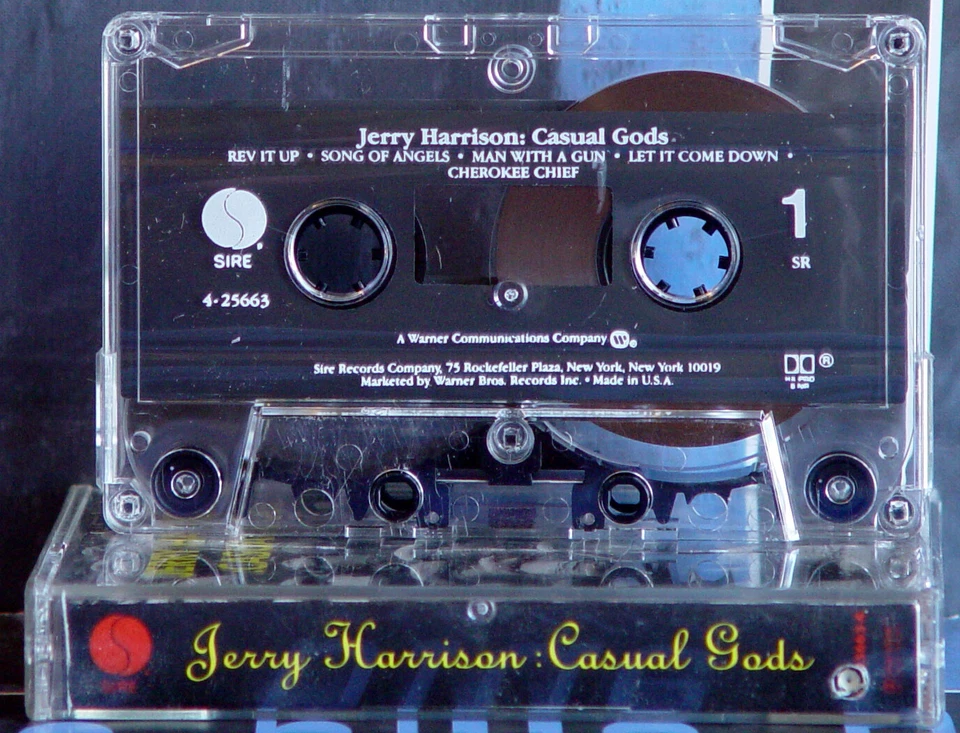 Jerry Harrison: Casual Gods
REV IT UP • SONG OF ANGELS • MAN WITH A GUN • LET IT COME DOWN •
CHEROKEE CHIEF
1
SIRE
SR
4-25663
A Warner Communications Company
Sire Records Company, 75 Rockefeller Plaza, New York, New York 10019
Marketed by Warner Bros. Records Inc. • Made in U.S.A.
Jerry Harrison: Casual Gods
SIRE